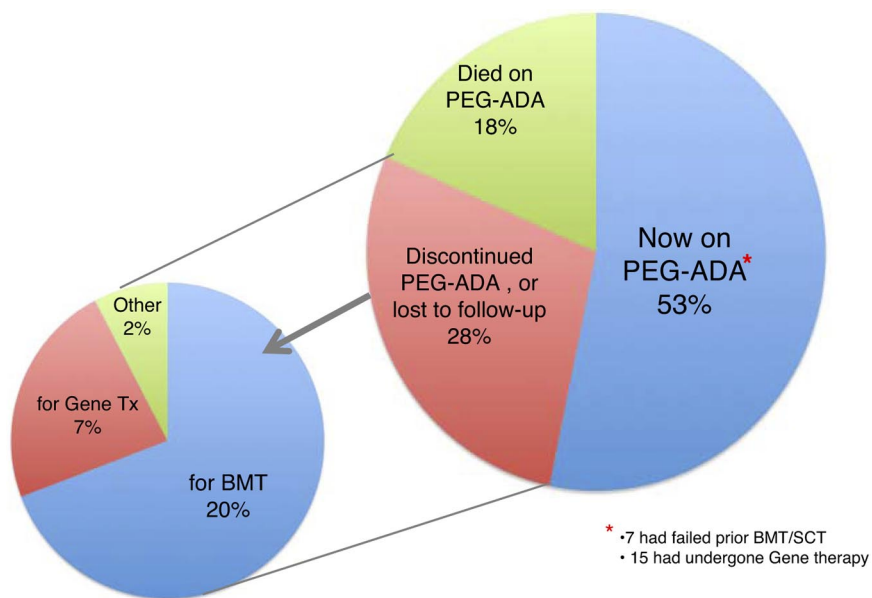 Died on
PEG-ADA
18%
Now on
PEG-ADA*
53%
Discontinued
PEG-ADA , or
lost to follow-up
28%
Other
2%
for Gene Tx
7%
for BMT
20%
* •7 had failed prior BMT/SCT
• 15 had undergone Gene therapy